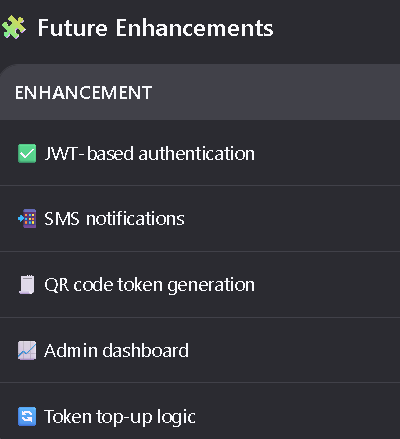 Future Enhancements
ENHANCEMENT
JWT-based authentication
SMS notifications
QR code token generation
Admin dashboard
Token top-up logic